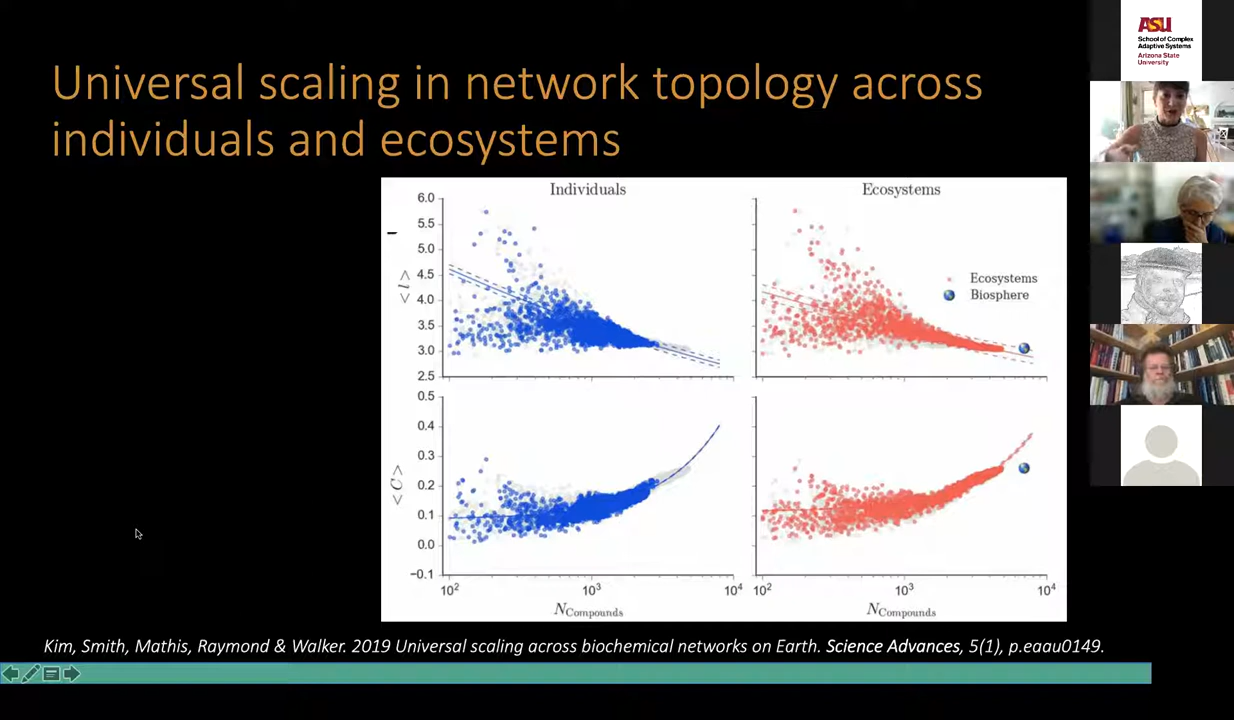 Universal scaling in network topology across
individuals and ecosystems
ASU
School of Complex
Adaptive Systems
Arizona State
University
Individuals
Ecosystems
6.0
5.5
5.0
4.5
4.0
3.5
3.0
2.5
<l>
Ecosystems
Biosphere
0.5
0.4
0.3
0.2
0.1
0.0
−0.1
<C>
10² 10³ 10⁴
10² 10³ 10⁴
N Compounds
N Compounds
Kim, Smith, Mathis, Raymond & Walker. 2019 Universal scaling across biochemical networks on Earth. Science Advances, 5(1), p.eaau0149.